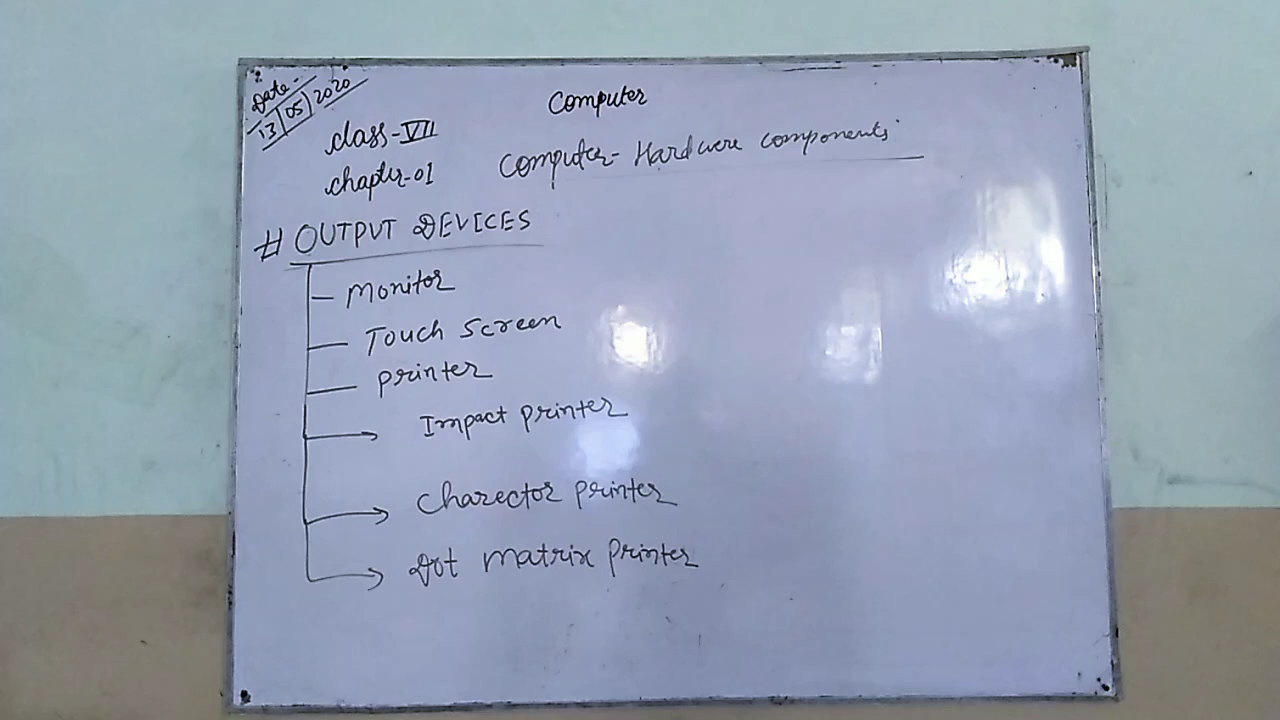 Date-
13/05/2020
Computer
Class-VII
Chapter-01
Computer- Hardwere components
# OUTPUT DEVICES
Monitor
Touch Screen
printer
Impact printer
Charector printer
Dot matrix printer